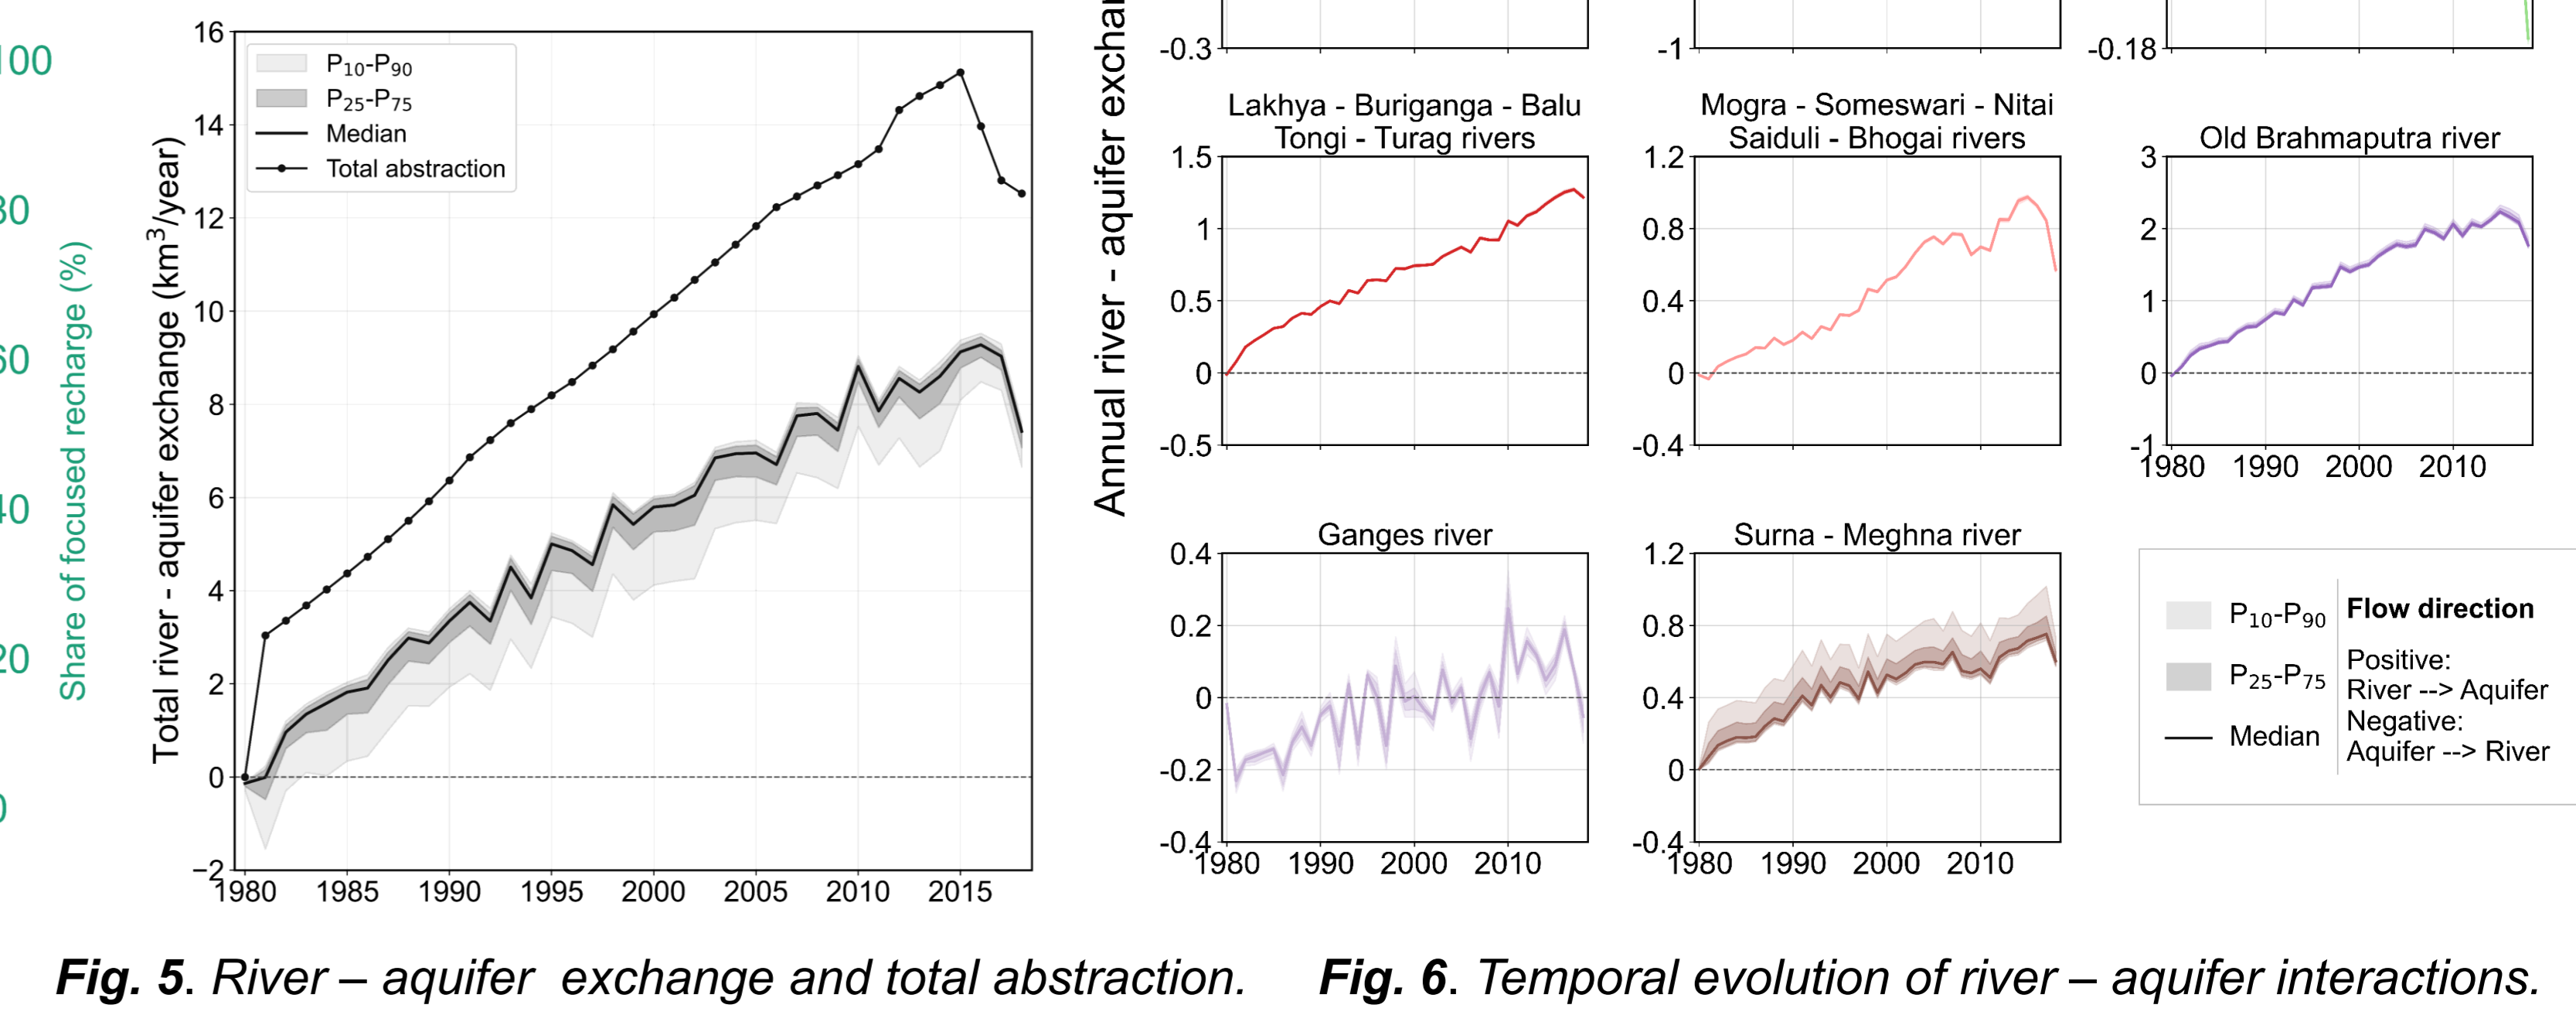 100
80
60
40
20
0
Share of focused recharge (%)
Total river - aquifer exchange (km³/year)
16
14
12
10
8
6
4
2
0
−2
P₁₀-P₉₀
P₂₅-P₇₅
Median
Total abstraction
1980 1985 1990 1995 2000 2005 2010 2015
Fig. 5. River – aquifer exchange and total abstraction.
Annual river - aquifer
-0.3
-1
-0.18
Lakhya - Buriganga - Balu
Tongi - Turag rivers
1.5
1
0.5
0
-0.5
Mogra - Someswari - Nitai
Saiduli - Bhogai rivers
1.2
0.8
0.4
0
-0.4
Old Brahmaputra river
3
2
1
0
-1
1980 1990 2000 2010
Ganges river
0.4
0.2
0
-0.2
-0.4
1980 1990 2000 2010
Surna - Meghna river
1.2
0.8
0.4
0
-0.4
1980 1990 2000 2010
P₁₀-P₉₀
P₂₅-P₇₅
Median
Flow direction
Positive:
River --> Aquifer
Negative:
Aquifer --> River
Fig. 6. Temporal evolution of river – aquifer interactions.